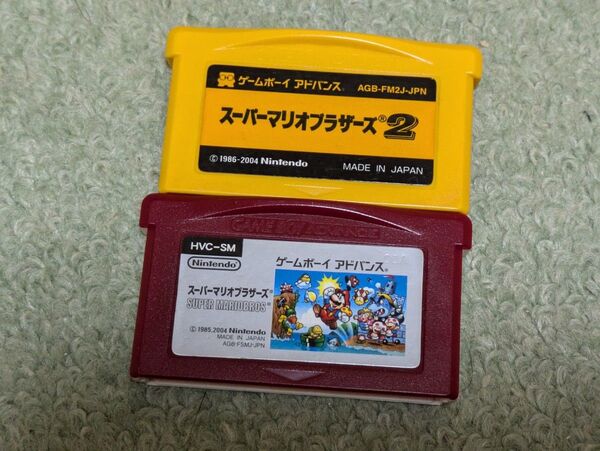 ゲームボーイ アドバンス®
AGB-FM2J-JPN
スーパーマリオブラザーズ®2
© 1986-2004 Nintendo
MADE IN JAPAN
GAME BOY ADVANCE
HVC-SM
Nintendo®
ゲームボーイ アドバンス®
スーパーマリオブラザーズ®
SUPER MARIOBROS.
© 1985,2004 Nintendo
MADE IN JAPAN
AGB-FSMJ-JPN